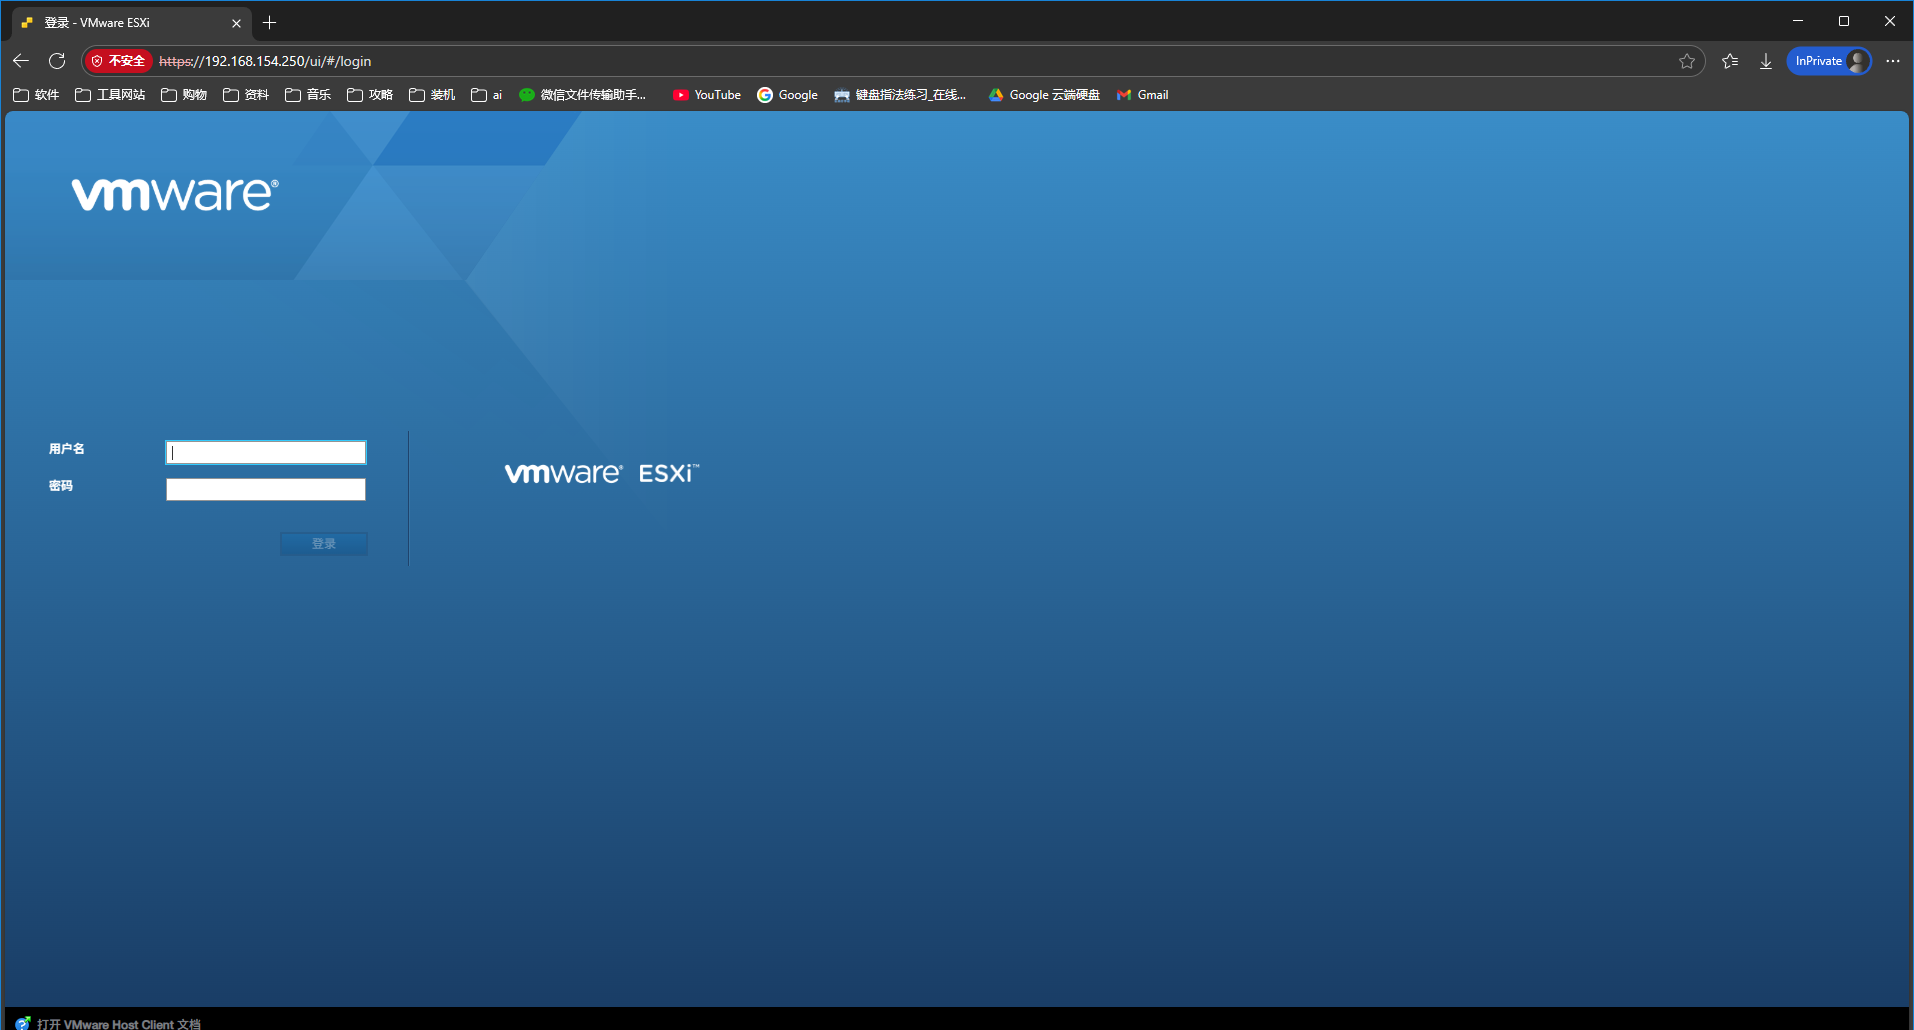 登录 - VMware ESXi
不安全 https://192.168.154.250/ui/#/login
InPrivate
软件 工具网站 购物 资料 音乐 攻略 装机 ai 微信文件传输助手... YouTube Google 键盘指法练习_在线... Google 云端硬盘 Gmail
vmware®
用户名
密码
vmware® ESXi™
登录
打开 VMware Host Client 文档